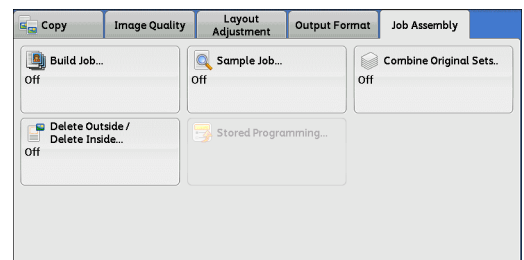 Copy
Image Quality
Layout
Adjustment
Output Format
Job Assembly
Build Job...
Off
Sample Job...
Off
Combine Original Sets..
Off
Delete Outside /
Delete Inside...
Off
Stored Programming...